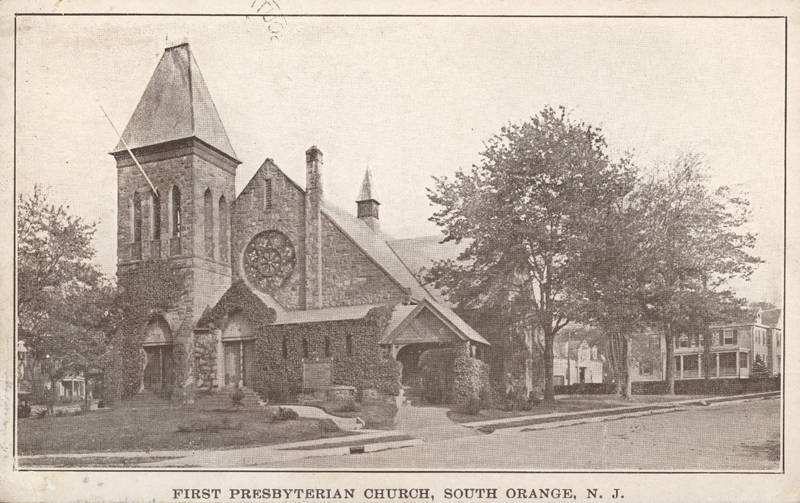 FIRST PRESBYTERIAN CHURCH, SOUTH ORANGE, N. J.